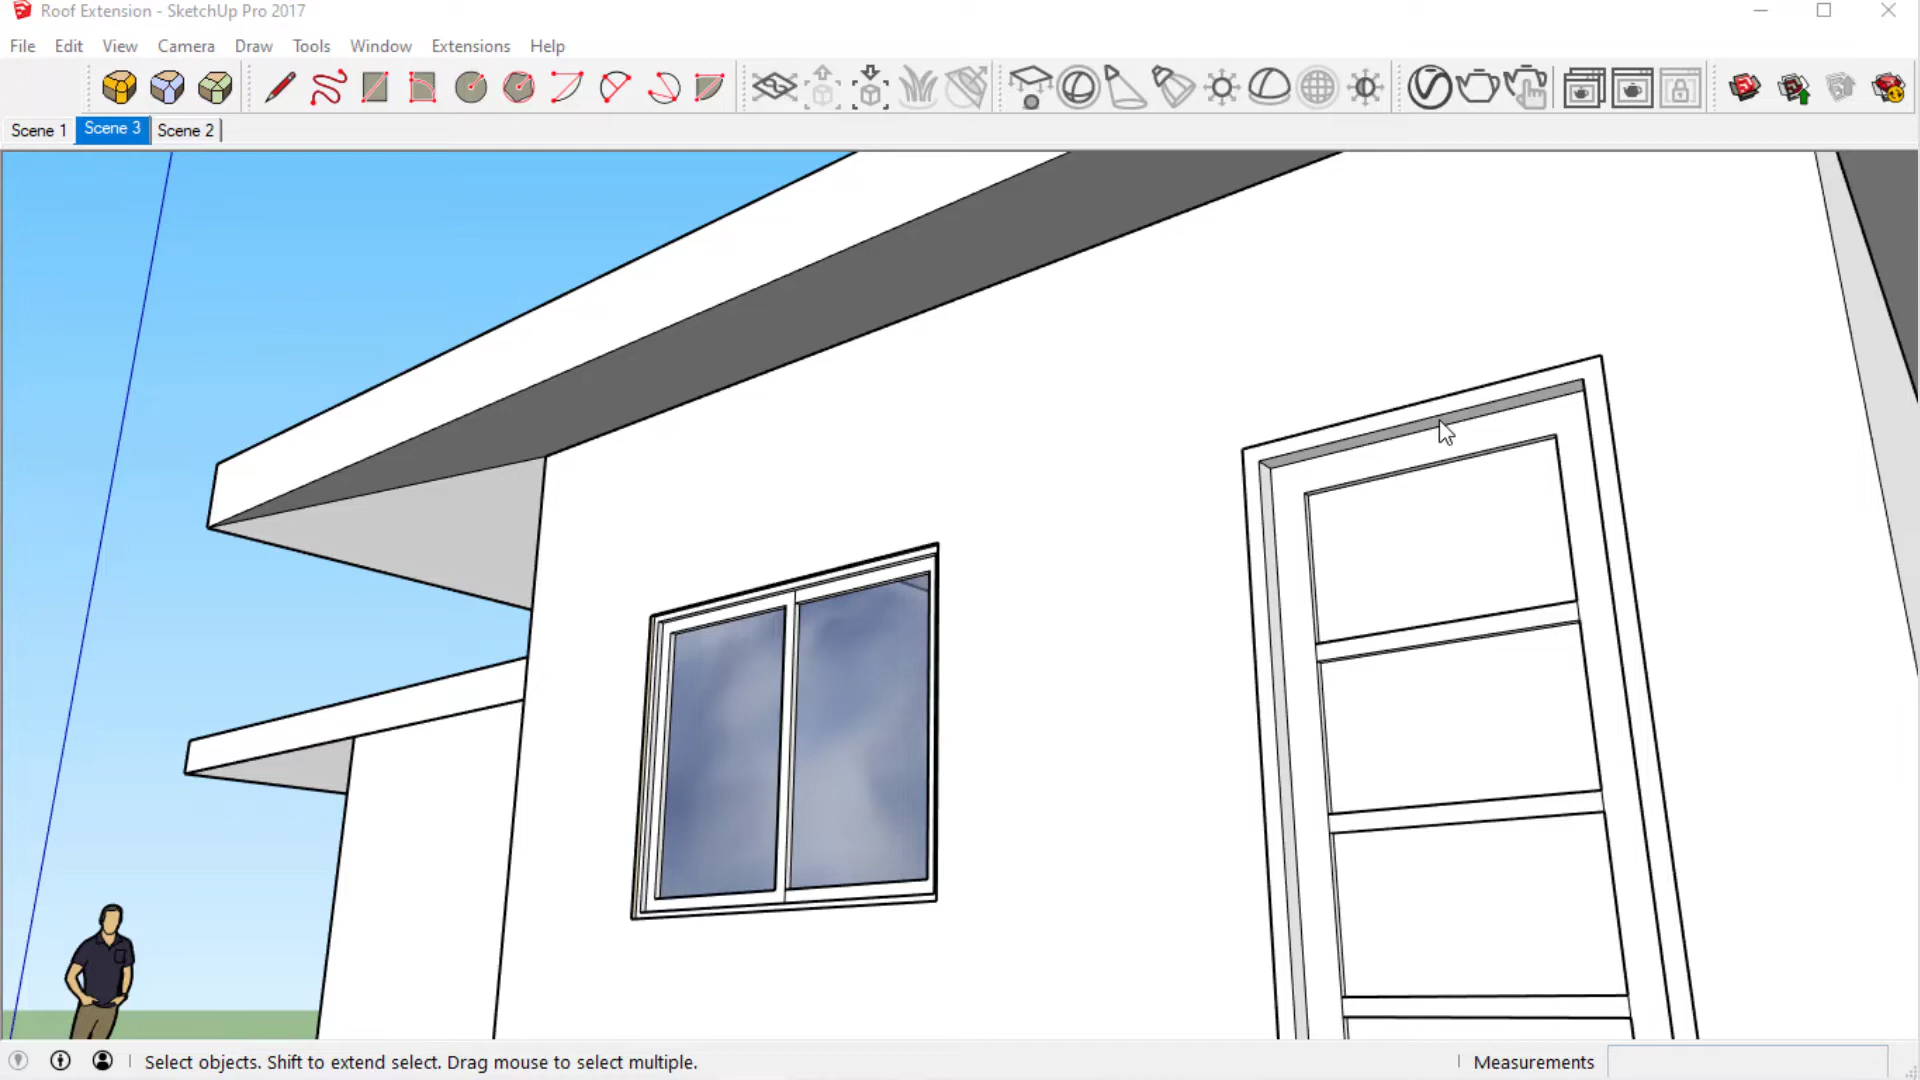 Roof Extension - SketchUp Pro 2017
File Edit View Camera Draw Tools Window Extensions Help
Scene 1 Scene 3 Scene 2
Select objects. Shift to extend select. Drag mouse to select multiple. Measurements